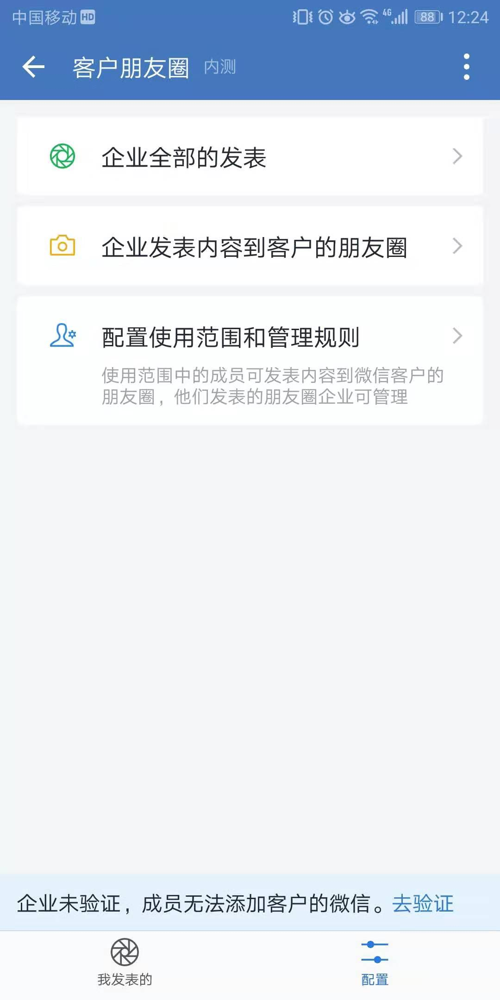 中国移动 HD 4G 88 12:24
客户朋友圈 内测
企业全部的发表
企业发表内容到客户的朋友圈
配置使用范围和管理规则
使用范围中的成员可发表内容到微信客户的
朋友圈，他们发表的朋友圈企业可管理
企业未验证，成员无法添加客户的微信。去验证
我发表的 配置